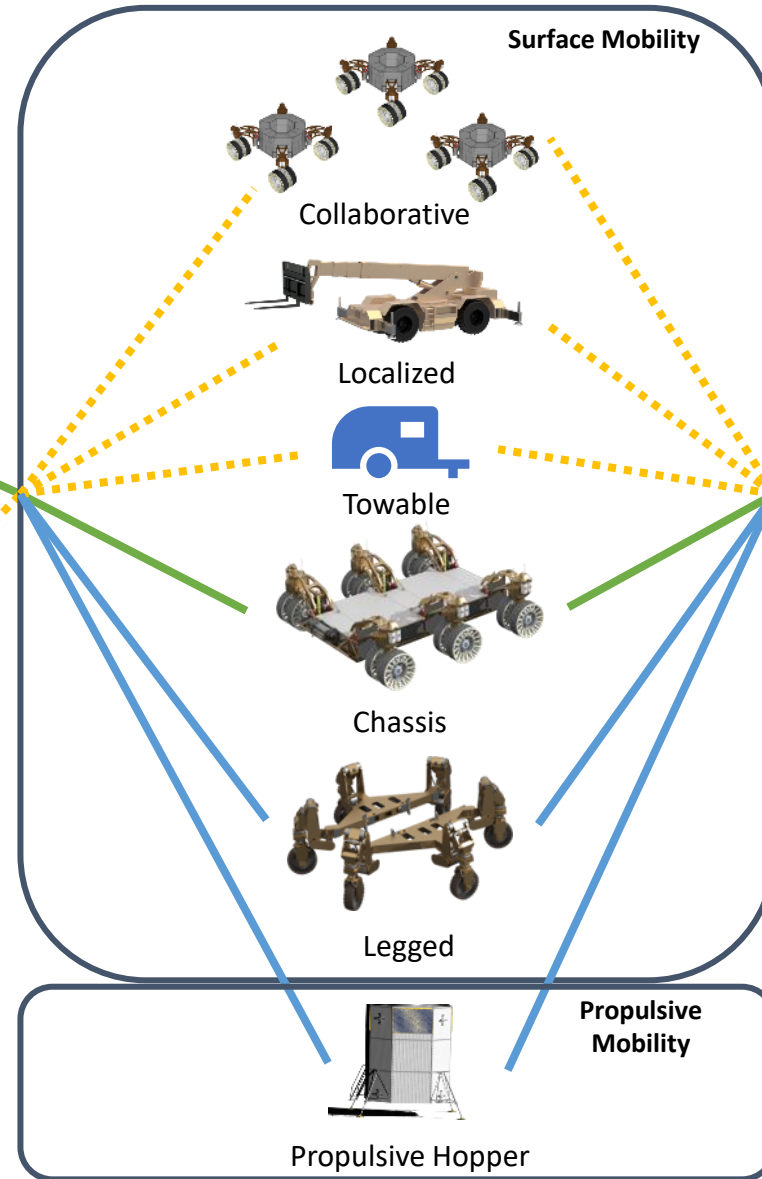 Surface Mobility
Collaborative
Localized
Towable
Chassis
Legged
Propulsive
Mobility
Propulsive Hopper